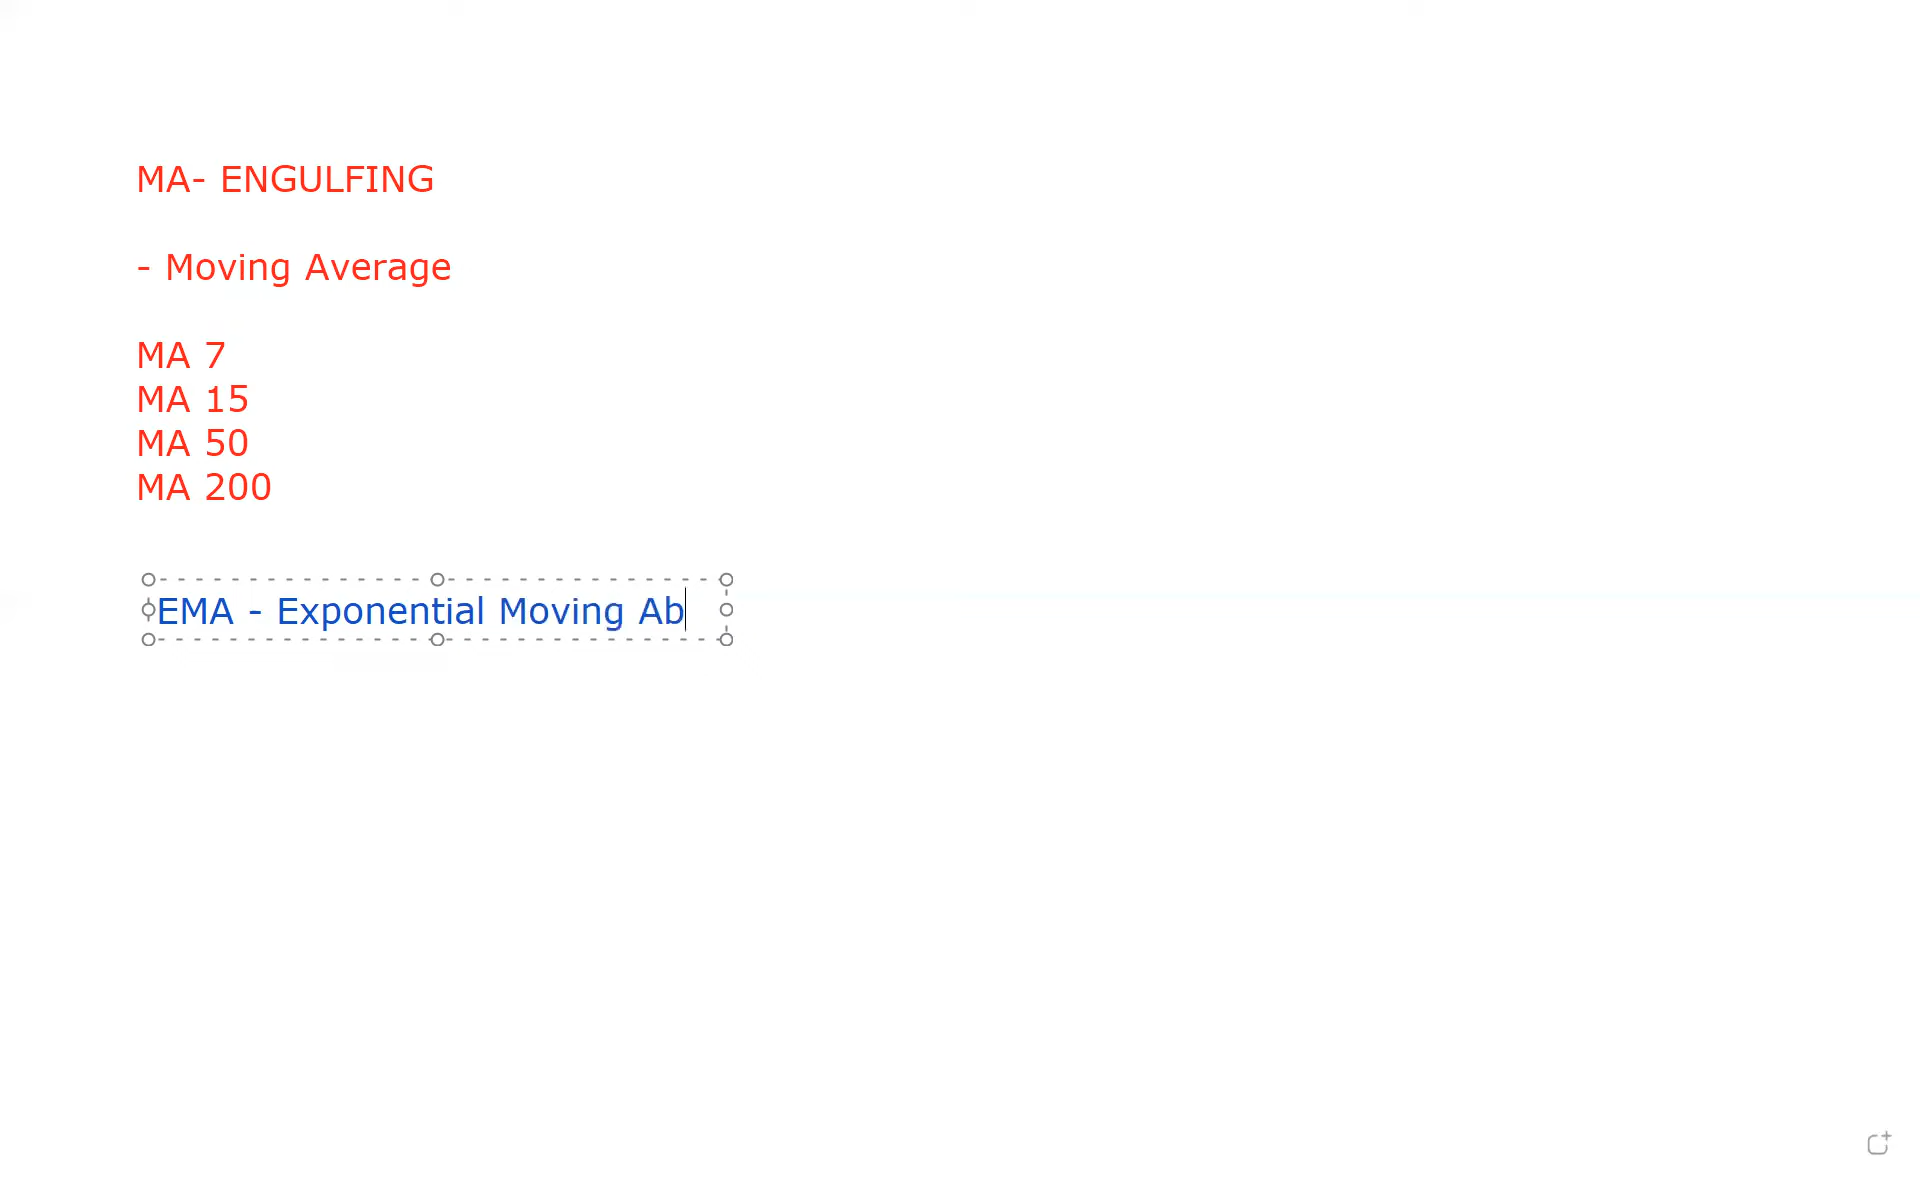 MA- ENGULFING
- Moving Average
MA 7
MA 15
MA 50
MA 200
EMA - Exponential Moving Ab